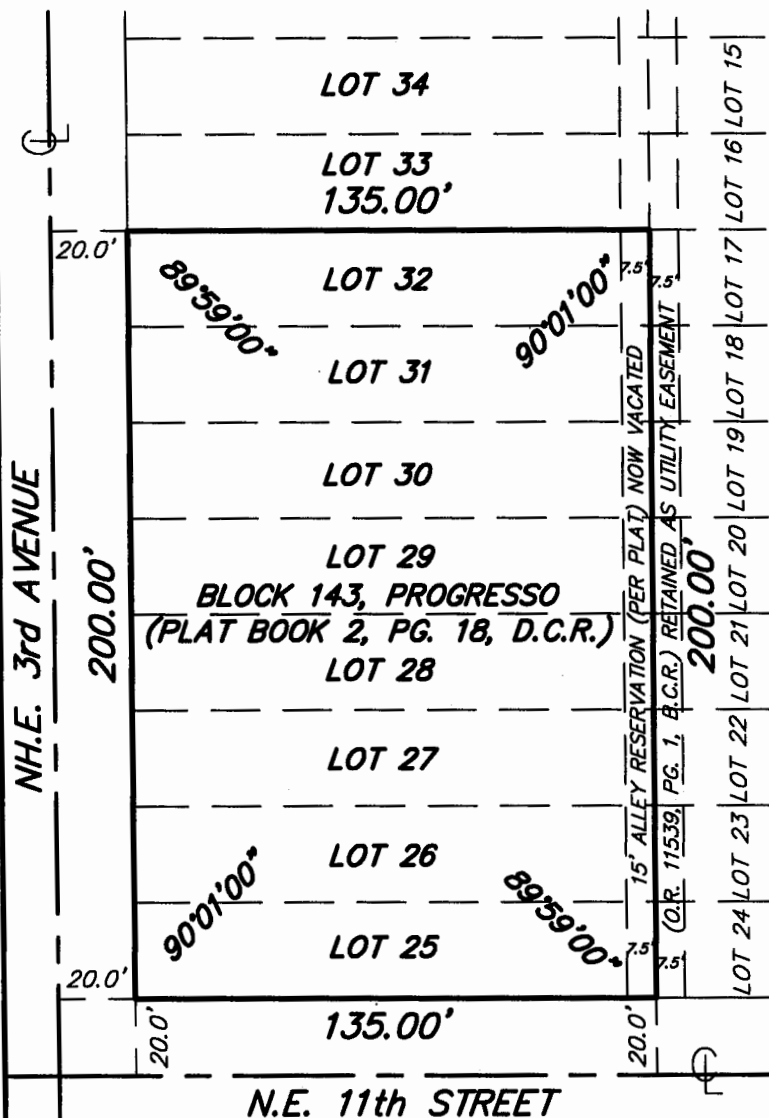 LOT 34
LOT 33
135.00'
20.0'
LOT 32
7.5'
7.5'
89°59'00"
90°01'00"
LOT 31
LOT 30
LOT 29
BLOCK 143, PROGRESSO
(PLAT BOOK 2, PG. 18, D.C.R.)
LOT 28
LOT 27
LOT 26
90°01'00"
89°59'00"
LOT 25
7.5'
7.5'
20.0'
135.00'
20.0'
20.0'
N.E. 11th STREET
NH.E. 3rd AVENUE
200.00'
15' ALLEY RESERVATION (PER PLAT) NOW VACATED
(O.R. 11539, PG. 1, B.C.R.) RETAINED AS UTILITY EASEMENT
200.00'
LOT 15
LOT 16
LOT 17
LOT 18
LOT 19
LOT 20
LOT 21
LOT 22
LOT 23
LOT 24
CL
CL